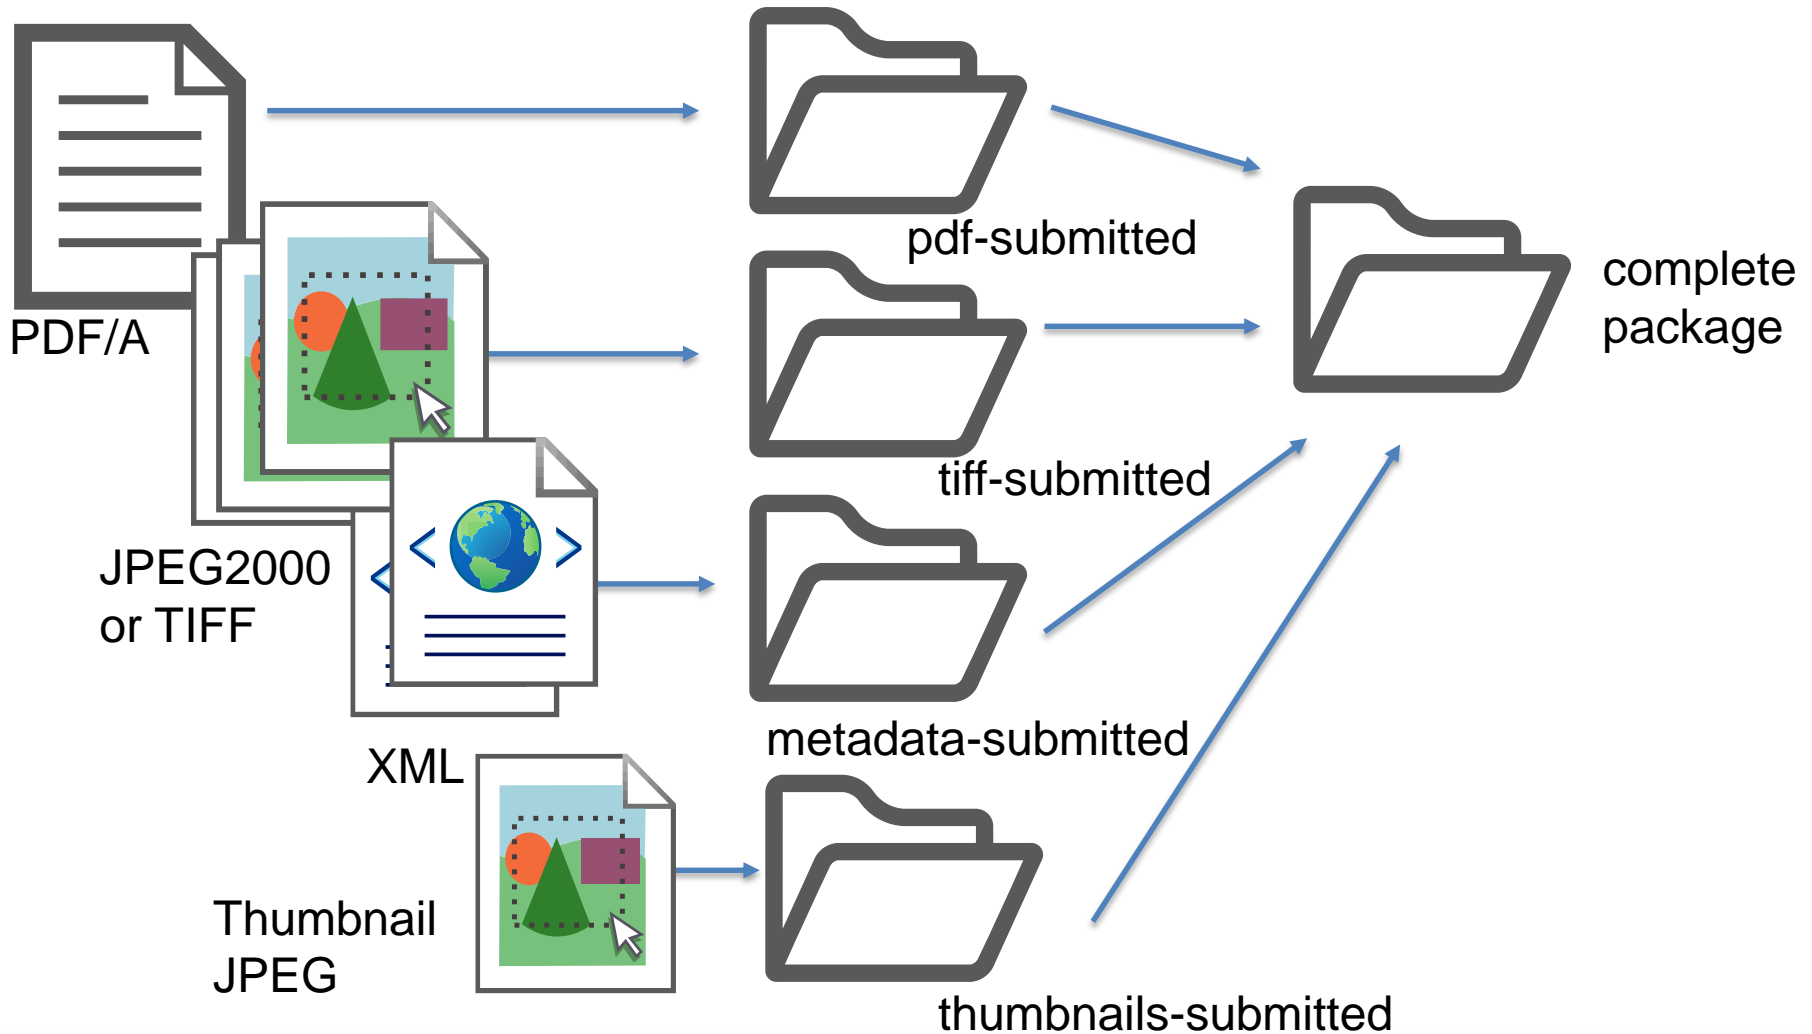 PDF/A
pdf-submitted
complete
package
JPEG2000
or TIFF
tiff-submitted
XML
metadata-submitted
Thumbnail
JPEG
thumbnails-submitted